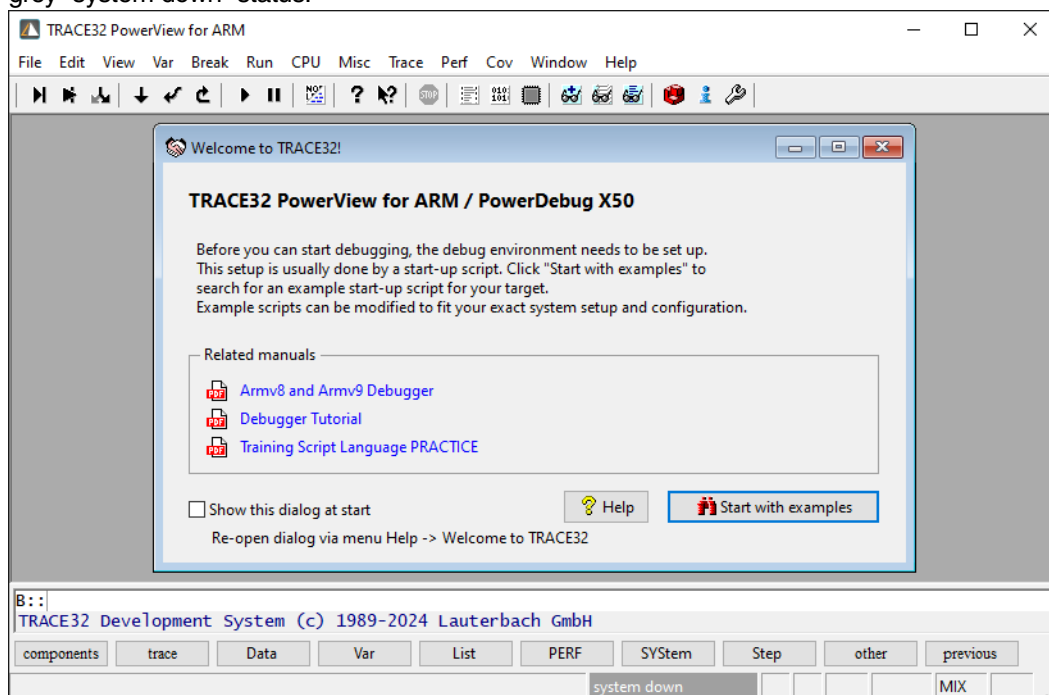 grey "system down" status.
TRACE32 PowerView for ARM
File Edit View Var Break Run CPU Misc Trace Perf Cov Window Help
Welcome to TRACE32!
TRACE32 PowerView for ARM / PowerDebug X50
Before you can start debugging, the debug environment needs to be set up.
This setup is usually done by a start-up script. Click "Start with examples" to
search for an example start-up script for your target.
Example scripts can be modified to fit your exact system setup and configuration.
Related manuals
Armv8 and Armv9 Debugger
Debugger Tutorial
Training Script Language PRACTICE
Show this dialog at start
Help
Start with examples
Re-open dialog via menu Help -> Welcome to TRACE32
B::
TRACE32 Development System (c) 1989-2024 Lauterbach GmbH
components trace Data Var List PERF SYStem Step other previous
system down MIX